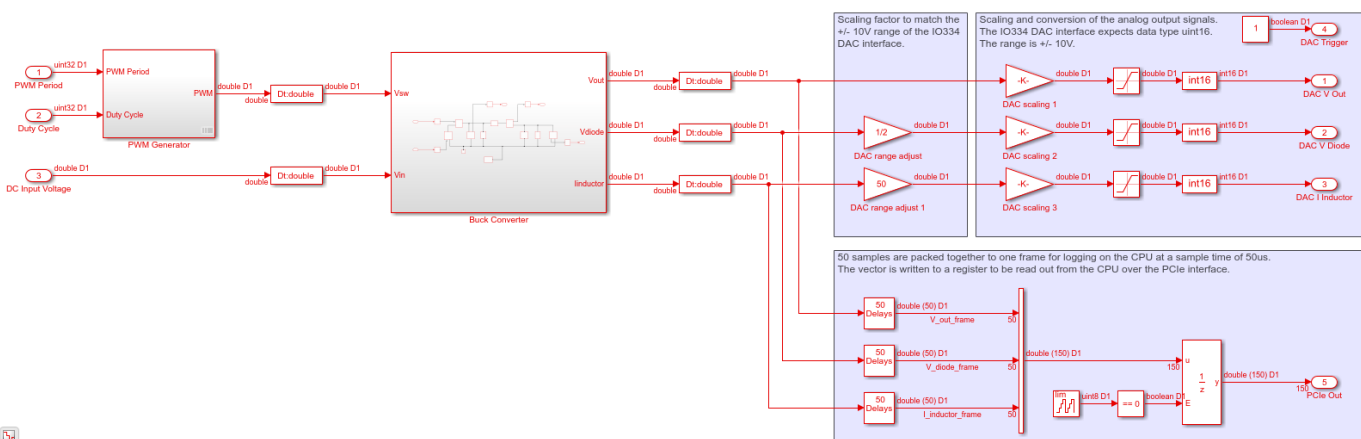 Scaling factor to match the
+/- 10V range of the IO334
DAC interface.
Scaling and conversion of the analog output signals.
The IO334 DAC interface expects data type uint16.
The range is +/- 10V.
1
boolean D1
4
DAC Trigger
1
PWM Period
uint32 D1
PWM Period
2
Duty Cycle
uint32 D1
Duty Cycle
PWM
PWM Generator
double D1
double
Dt:double
double D1
3
DC Input Voltage
double D1
double
Dt:double
double D1
Vsw
Vin
Vout
Vdiode
Iinductor
Buck Converter
double D1
double
Dt:double
double D1
-K-
DAC scaling 1
double D1
double D1
int16
int16 D1
1
DAC V Out
double D1
double
Dt:double
double D1
1/2
DAC range adjust
double D1
-K-
DAC scaling 2
double D1
double D1
int16
int16 D1
2
DAC V Diode
double D1
double
Dt:double
double D1
50
DAC range adjust 1
double D1
-K-
DAC scaling 3
double D1
double D1
int16
int16 D1
3
DAC I Inductor
50 samples are packed together to one frame for logging on the CPU at a sample time of 50us.
The vector is written to a register to be read out from the CPU over the PCIe interface.
50
Delays
double (50) D1
V_out_frame
50
50
Delays
double (50) D1
V_diode_frame
50
50
Delays
double (50) D1
I_inductor_frame
50
double (150) D1
150
lim
uint8 D1
== 0
boolean D1
u
E
1
z
y
double (150) D1
150
5
PCIe Out